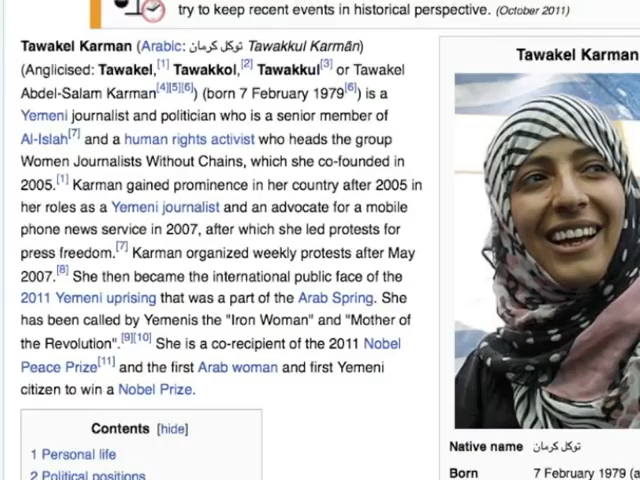 try to keep recent events in historical perspective. (October 2011)
Tawakel Karman (Arabic: توكل كرمان Tawakkul Karmān)
(Anglicised: Tawakel,[1] Tawakkol,[2] Tawakkul[3] or Tawakel
Abdel-Salam Karman[4][5][6]) (born 7 February 1979[6]) is a
Yemeni journalist and politician who is a senior member of
Al-Islah[7] and a human rights activist who heads the group
Women Journalists Without Chains, which she co-founded in
2005.[1] Karman gained prominence in her country after 2005 in
her roles as a Yemeni journalist and an advocate for a mobile
phone news service in 2007, after which she led protests for
press freedom.[7] Karman organized weekly protests after May
2007.[8] She then became the international public face of the
2011 Yemeni uprising that was a part of the Arab Spring. She
has been called by Yemenis the "Iron Woman" and "Mother of
the Revolution".[9][10] She is a co-recipient of the 2011 Nobel
Peace Prize[11] and the first Arab woman and first Yemeni
citizen to win a Nobel Prize.
Contents [hide]
1 Personal life
2 Political positions
Tawakel Karman
Native name توكل كرمان
Born 7 February 1979 (a